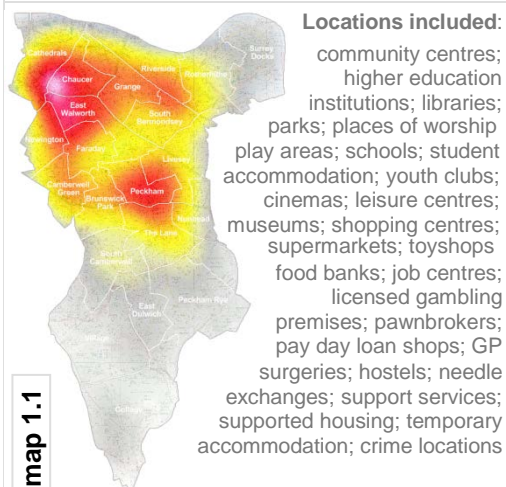 Locations included:
community centres;
higher education
institutions; libraries;
parks; places of worship
play areas; schools; student
accommodation; youth clubs;
cinemas; leisure centres;
museums; shopping centres;
supermarkets; toyshops
food banks; job centres;
licensed gambling
premises; pawnbrokers;
pay day loan shops; GP
surgeries; hostels; needle
exchanges; support services;
supported housing; temporary
accommodation; crime locations
Cathedrals
Riverside
Rotherhithe
Surrey
Docks
Chaucer
Grange
East
Walworth
South
Bermondsey
Newington
Faraday
Livesey
Camberwell
Green
Brunswick
Park
Peckham
Nunhead
The Lane
South
Camberwell
East
Dulwich
Peckham Rye
Village
College
map 1.1